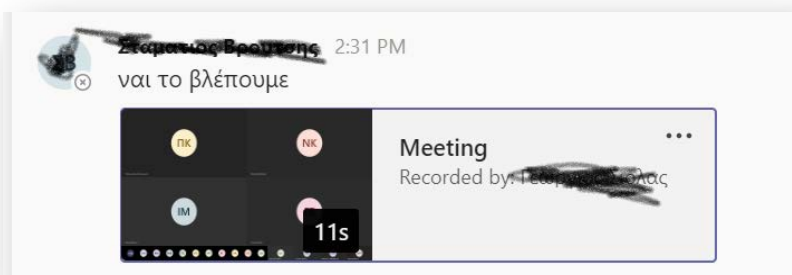 2:31 PM
ναι το βλέπουμε
ΠΚ
NK
Meeting
Recorded by:
IM
11s